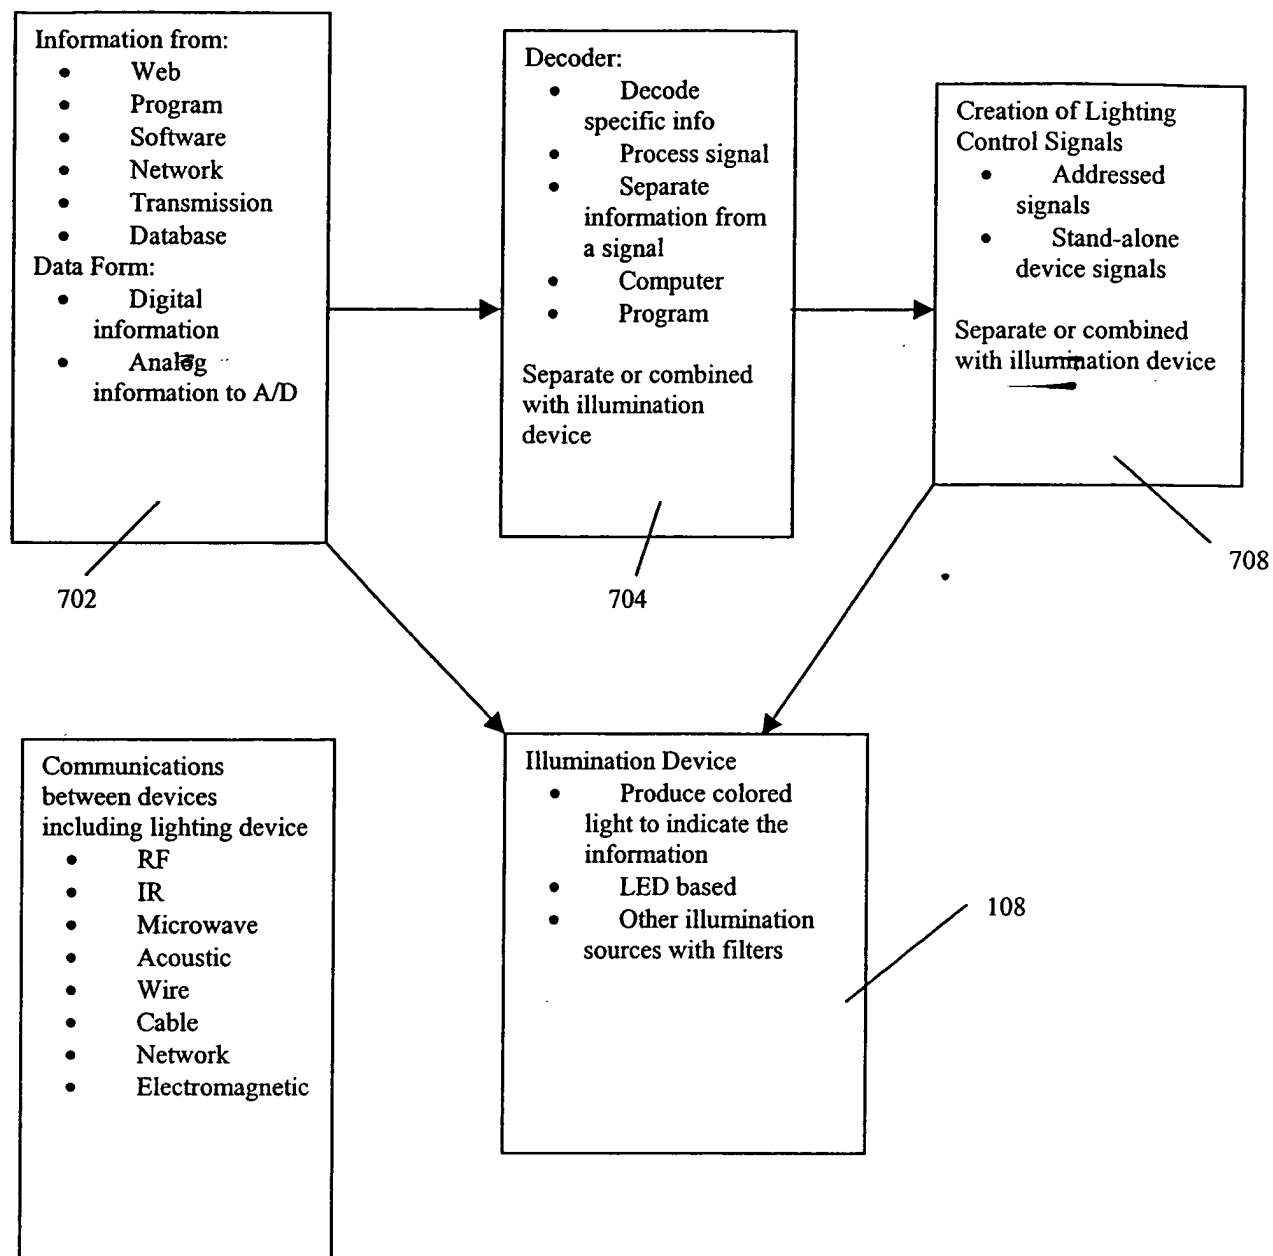 Information from:
• Web
• Program
• Software
• Network
• Transmission
• Database
Data Form:
• Digital
information
• Analog
information to A/D
702
Decoder:
• Decode
specific info
• Process signal
• Separate
information from
a signal
• Computer
• Program
Separate or combined
with illumination
device
704
Creation of Lighting
Control Signals
• Addressed
signals
• Stand-alone
device signals
Separate or combined
with illumination device
708
Communications
between devices
including lighting device
• RF
• IR
• Microwave
• Acoustic
• Wire
• Cable
• Network
• Electromagnetic
Illumination Device
• Produce colored
light to indicate the
information
• LED based
• Other illumination
sources with filters
108